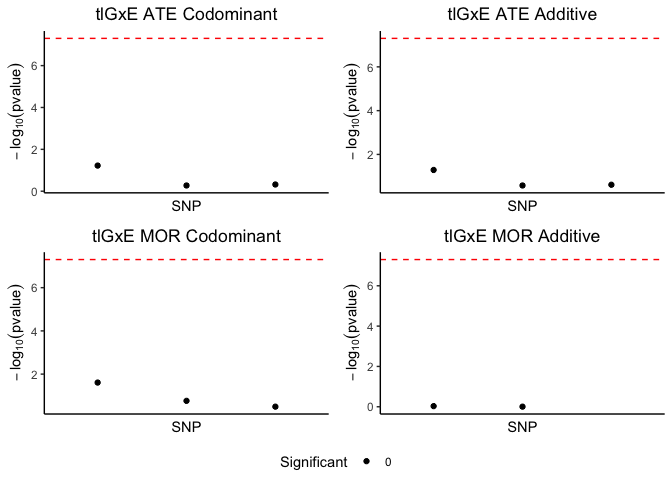 tlGxE ATE Codominant
− log10(pvalue)
6
4
2
0
SNP
tlGxE ATE Additive
− log10(pvalue)
6
4
2
SNP
tlGxE MOR Codominant
− log10(pvalue)
6
4
2
SNP
tlGxE MOR Additive
− log10(pvalue)
6
4
2
0
SNP
Significant 0